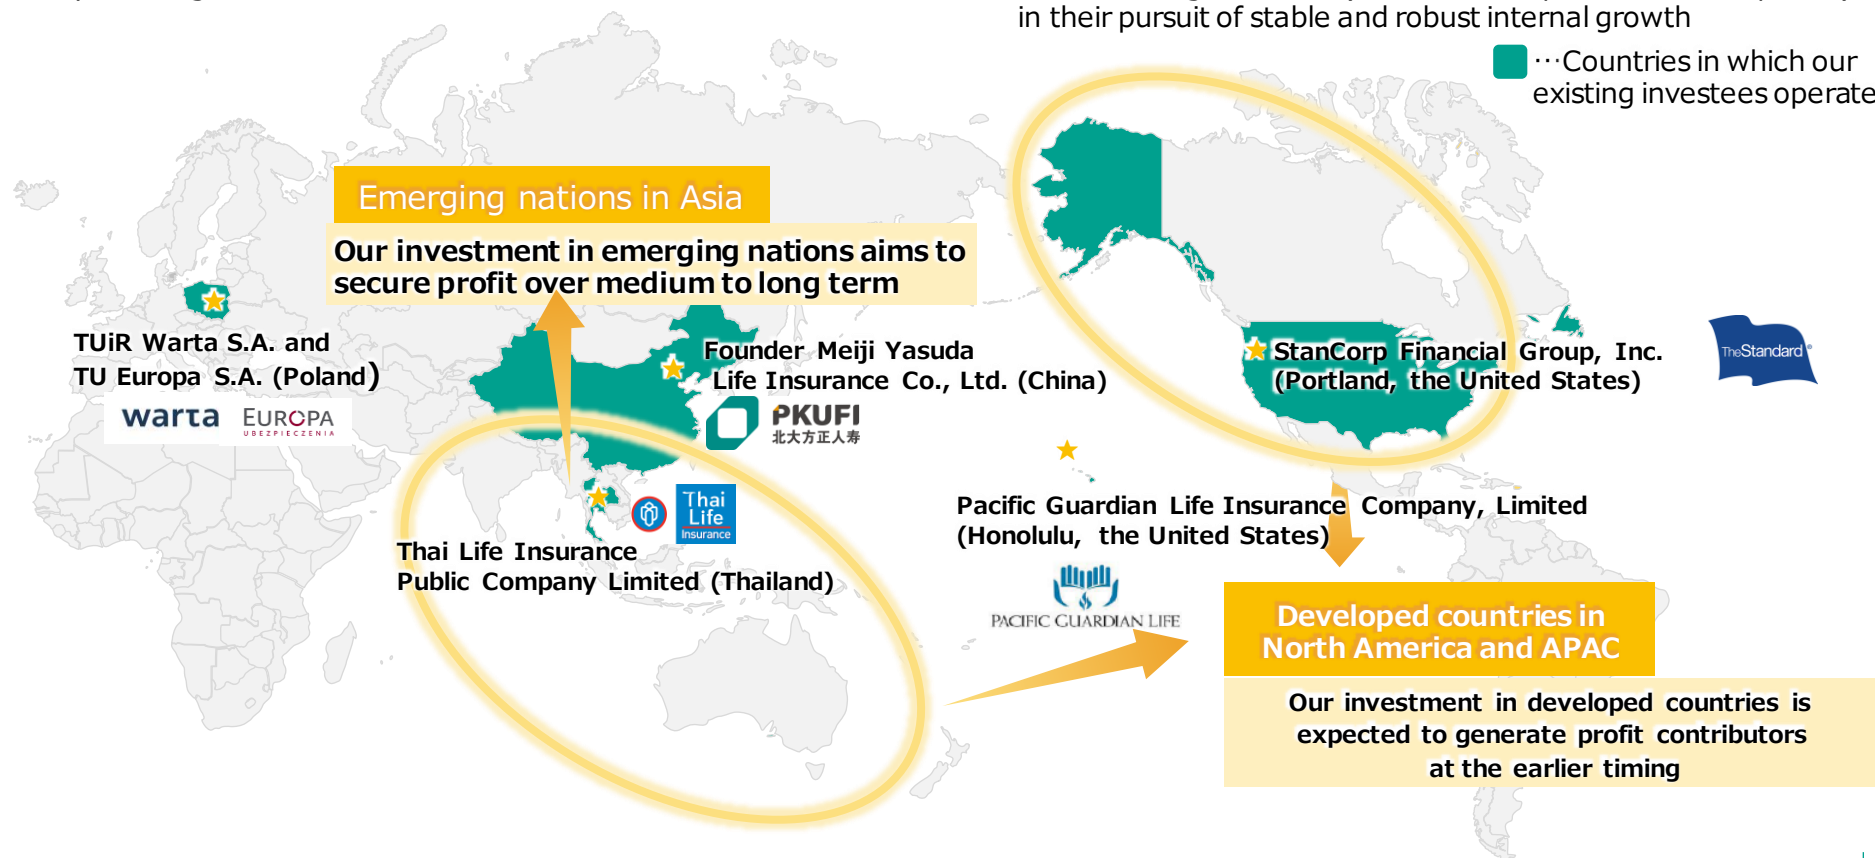 in their pursuit of stable and robust internal growth
…Countries in which our
existing investees operate
Emerging nations in Asia
Our investment in emerging nations aims to
secure profit over medium to long term
TUiR Warta S.A. and
TU Europa S.A. (Poland)
warta
EUROPA
UBEZPIECZENIA
Founder Meiji Yasuda
Life Insurance Co., Ltd. (China)
PKUFI
北大方正人寿
StanCorp Financial Group, Inc.
(Portland, the United States)
TheStandard®
Thai
Life
Insurance
Thai Life Insurance
Public Company Limited (Thailand)
Pacific Guardian Life Insurance Company, Limited
(Honolulu, the United States)
PACIFIC GUARDIAN LIFE
Developed countries in
North America and APAC
Our investment in developed countries is
expected to generate profit contributors
at the earlier timing